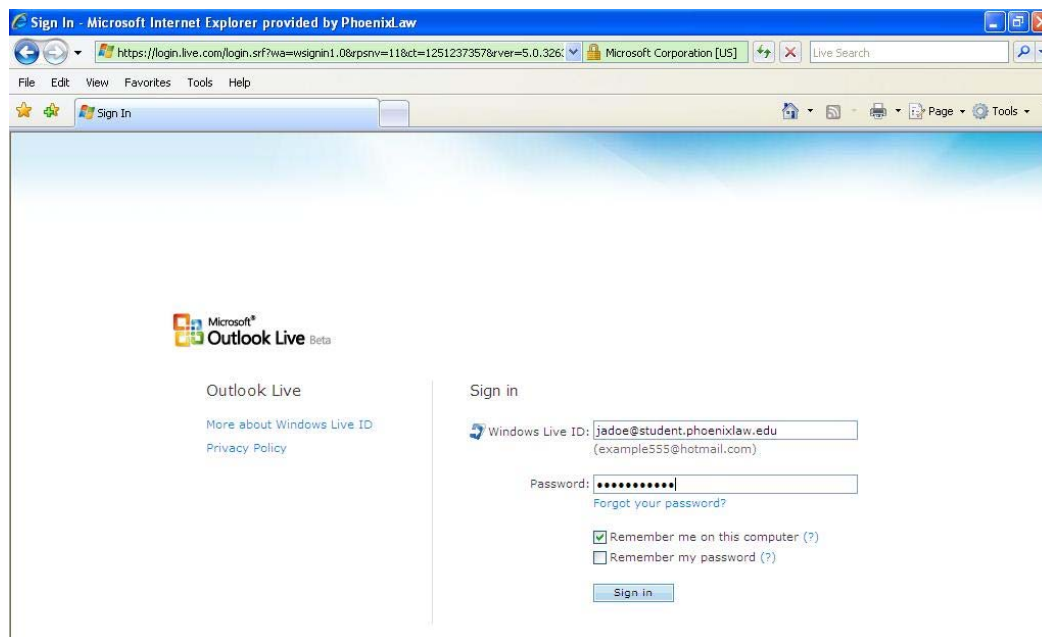 Sign In - Microsoft Internet Explorer provided by PhoenixLaw
https://login.live.com/login.srf?wa=wsignin1.0&rpsnv=11&ct=1251237357&rver=5.0.326 Microsoft Corporation [US] Live Search
File Edit View Favorites Tools Help
Sign In Page Tools
Microsoft®
Outlook Live Beta
Outlook Live
More about Windows Live ID
Privacy Policy
Sign in
Windows Live ID: jadoe@student.phoenixlaw.edu
(example555@hotmail.com)
Password: •••••••••••
Forgot your password?
Remember me on this computer (?)
Remember my password (?)
Sign in